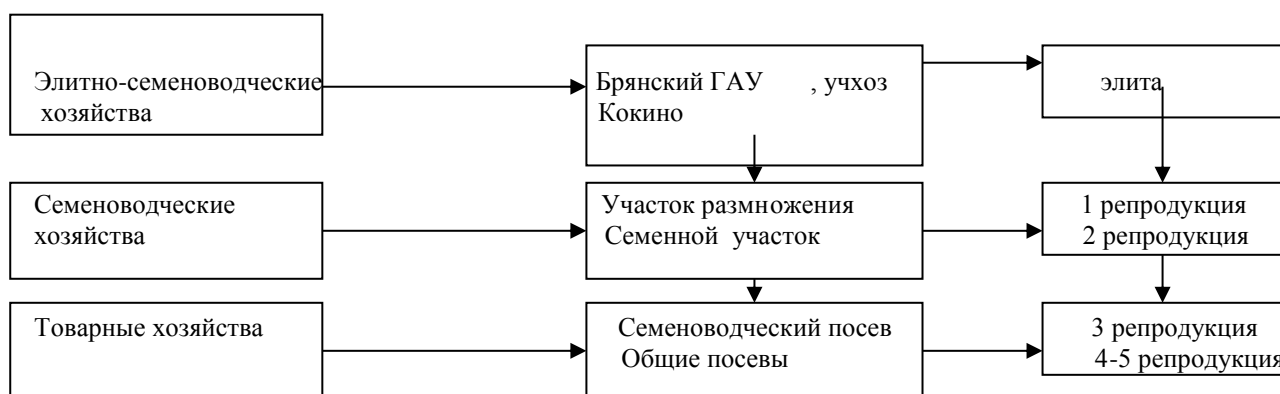 Элитно-семеноводческие
хозяйства
Брянский ГАУ , учхоз
Кокино
элита
Семеноводческие
хозяйства
Участок размножения
Семенной участок
1 репродукция
2 репродукция
Товарные хозяйства
Семеноводческий посев
Общие посевы
3 репродукция
4-5 репродукция